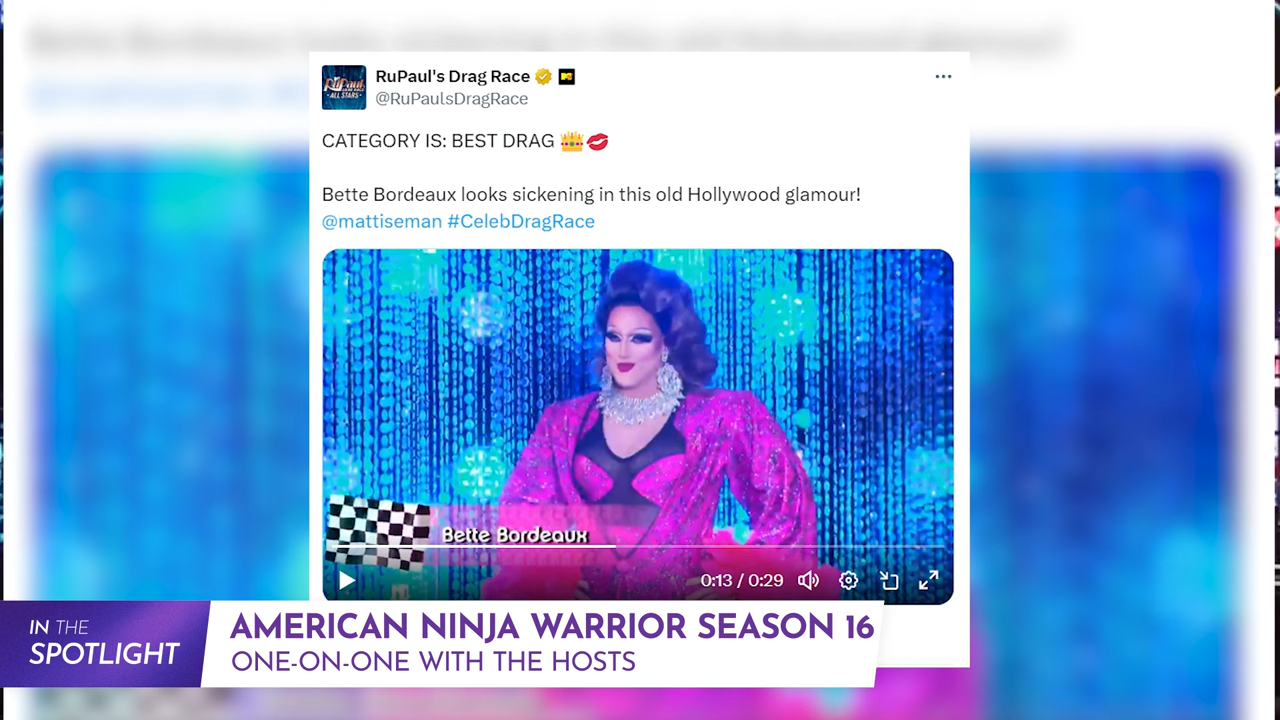 RuPaul's Drag Race
@RuPaulsDragRace
CATEGORY IS: BEST DRAG 👑💋
Bette Bordeaux looks sickening in this old Hollywood glamour!
@mattiseman #CelebDragRace
Bette Bordeaux
0:13 / 0:29
IN THE
SPOTLIGHT
AMERICAN NINJA WARRIOR SEASON 16
ONE-ON-ONE WITH THE HOSTS